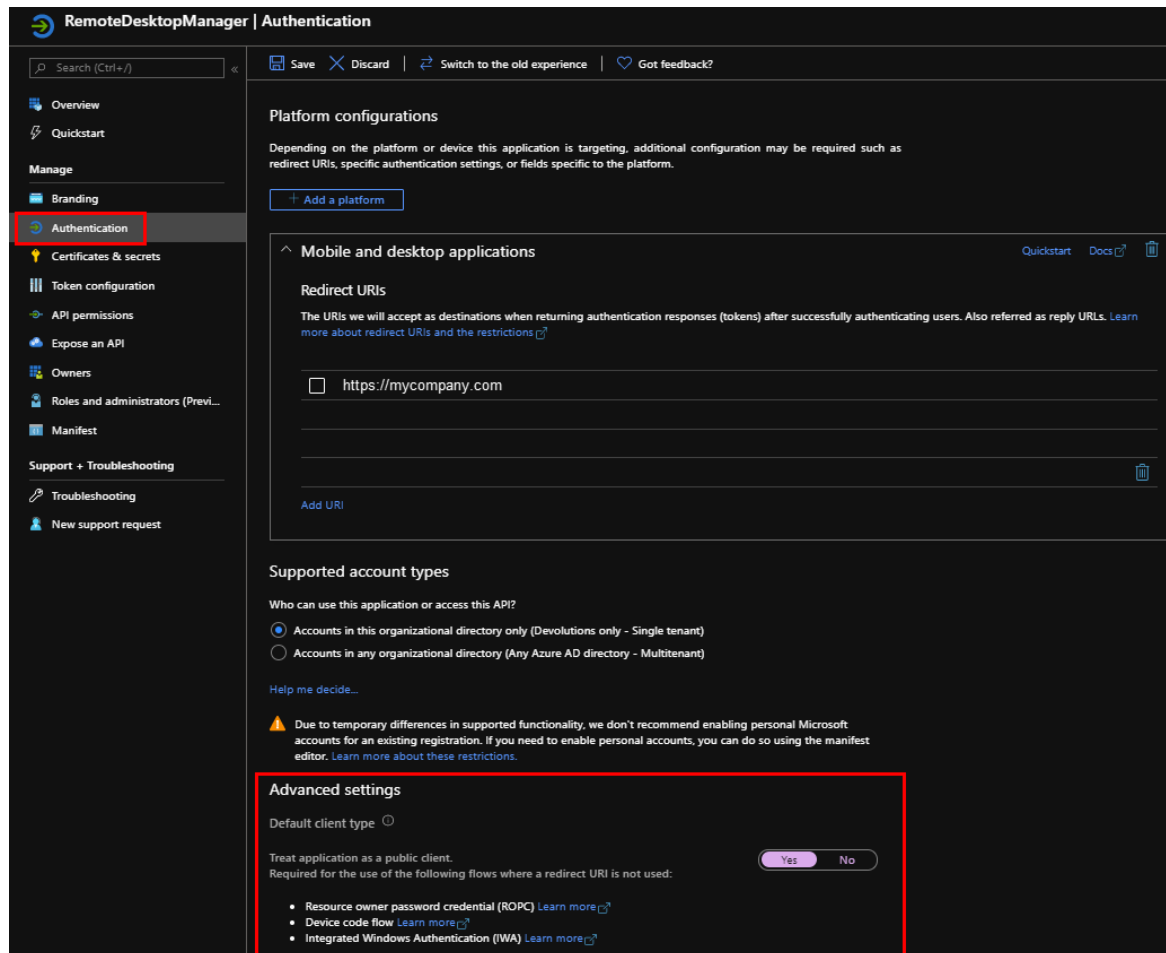 RemoteDesktopManager | Authentication
Search (Ctrl+/)
«
Save
Discard
Switch to the old experience
Got feedback?
Overview
Quickstart
Manage
Branding
Authentication
Certificates & secrets
Token configuration
API permissions
Expose an API
Owners
Roles and administrators (Previ...
Manifest
Support + Troubleshooting
Troubleshooting
New support request
Platform configurations
Depending on the platform or device this application is targeting, additional configuration may be required such as
redirect URIs, specific authentication settings, or fields specific to the platform.
+ Add a platform
Mobile and desktop applications
Quickstart
Docs
Redirect URIs
The URIs we will accept as destinations when returning authentication responses (tokens) after successfully authenticating users. Also referred as reply URLs. Learn
more about redirect URIs and the restrictions
https://mycompany.com
Add URI
Supported account types
Who can use this application or access this API?
Accounts in this organizational directory only (Devolutions only - Single tenant)
Accounts in any organizational directory (Any Azure AD directory - Multitenant)
Help me decide...
Due to temporary differences in supported functionality, we don't recommend enabling personal Microsoft
accounts for an existing registration. If you need to enable personal accounts, you can do so using the manifest
editor. Learn more about these restrictions.
Advanced settings
Default client type
Treat application as a public client.
Required for the use of the following flows where a redirect URI is not used:
Yes
No
• Resource owner password credential (ROPC) Learn more
• Device code flow Learn more
• Integrated Windows Authentication (IWA) Learn more